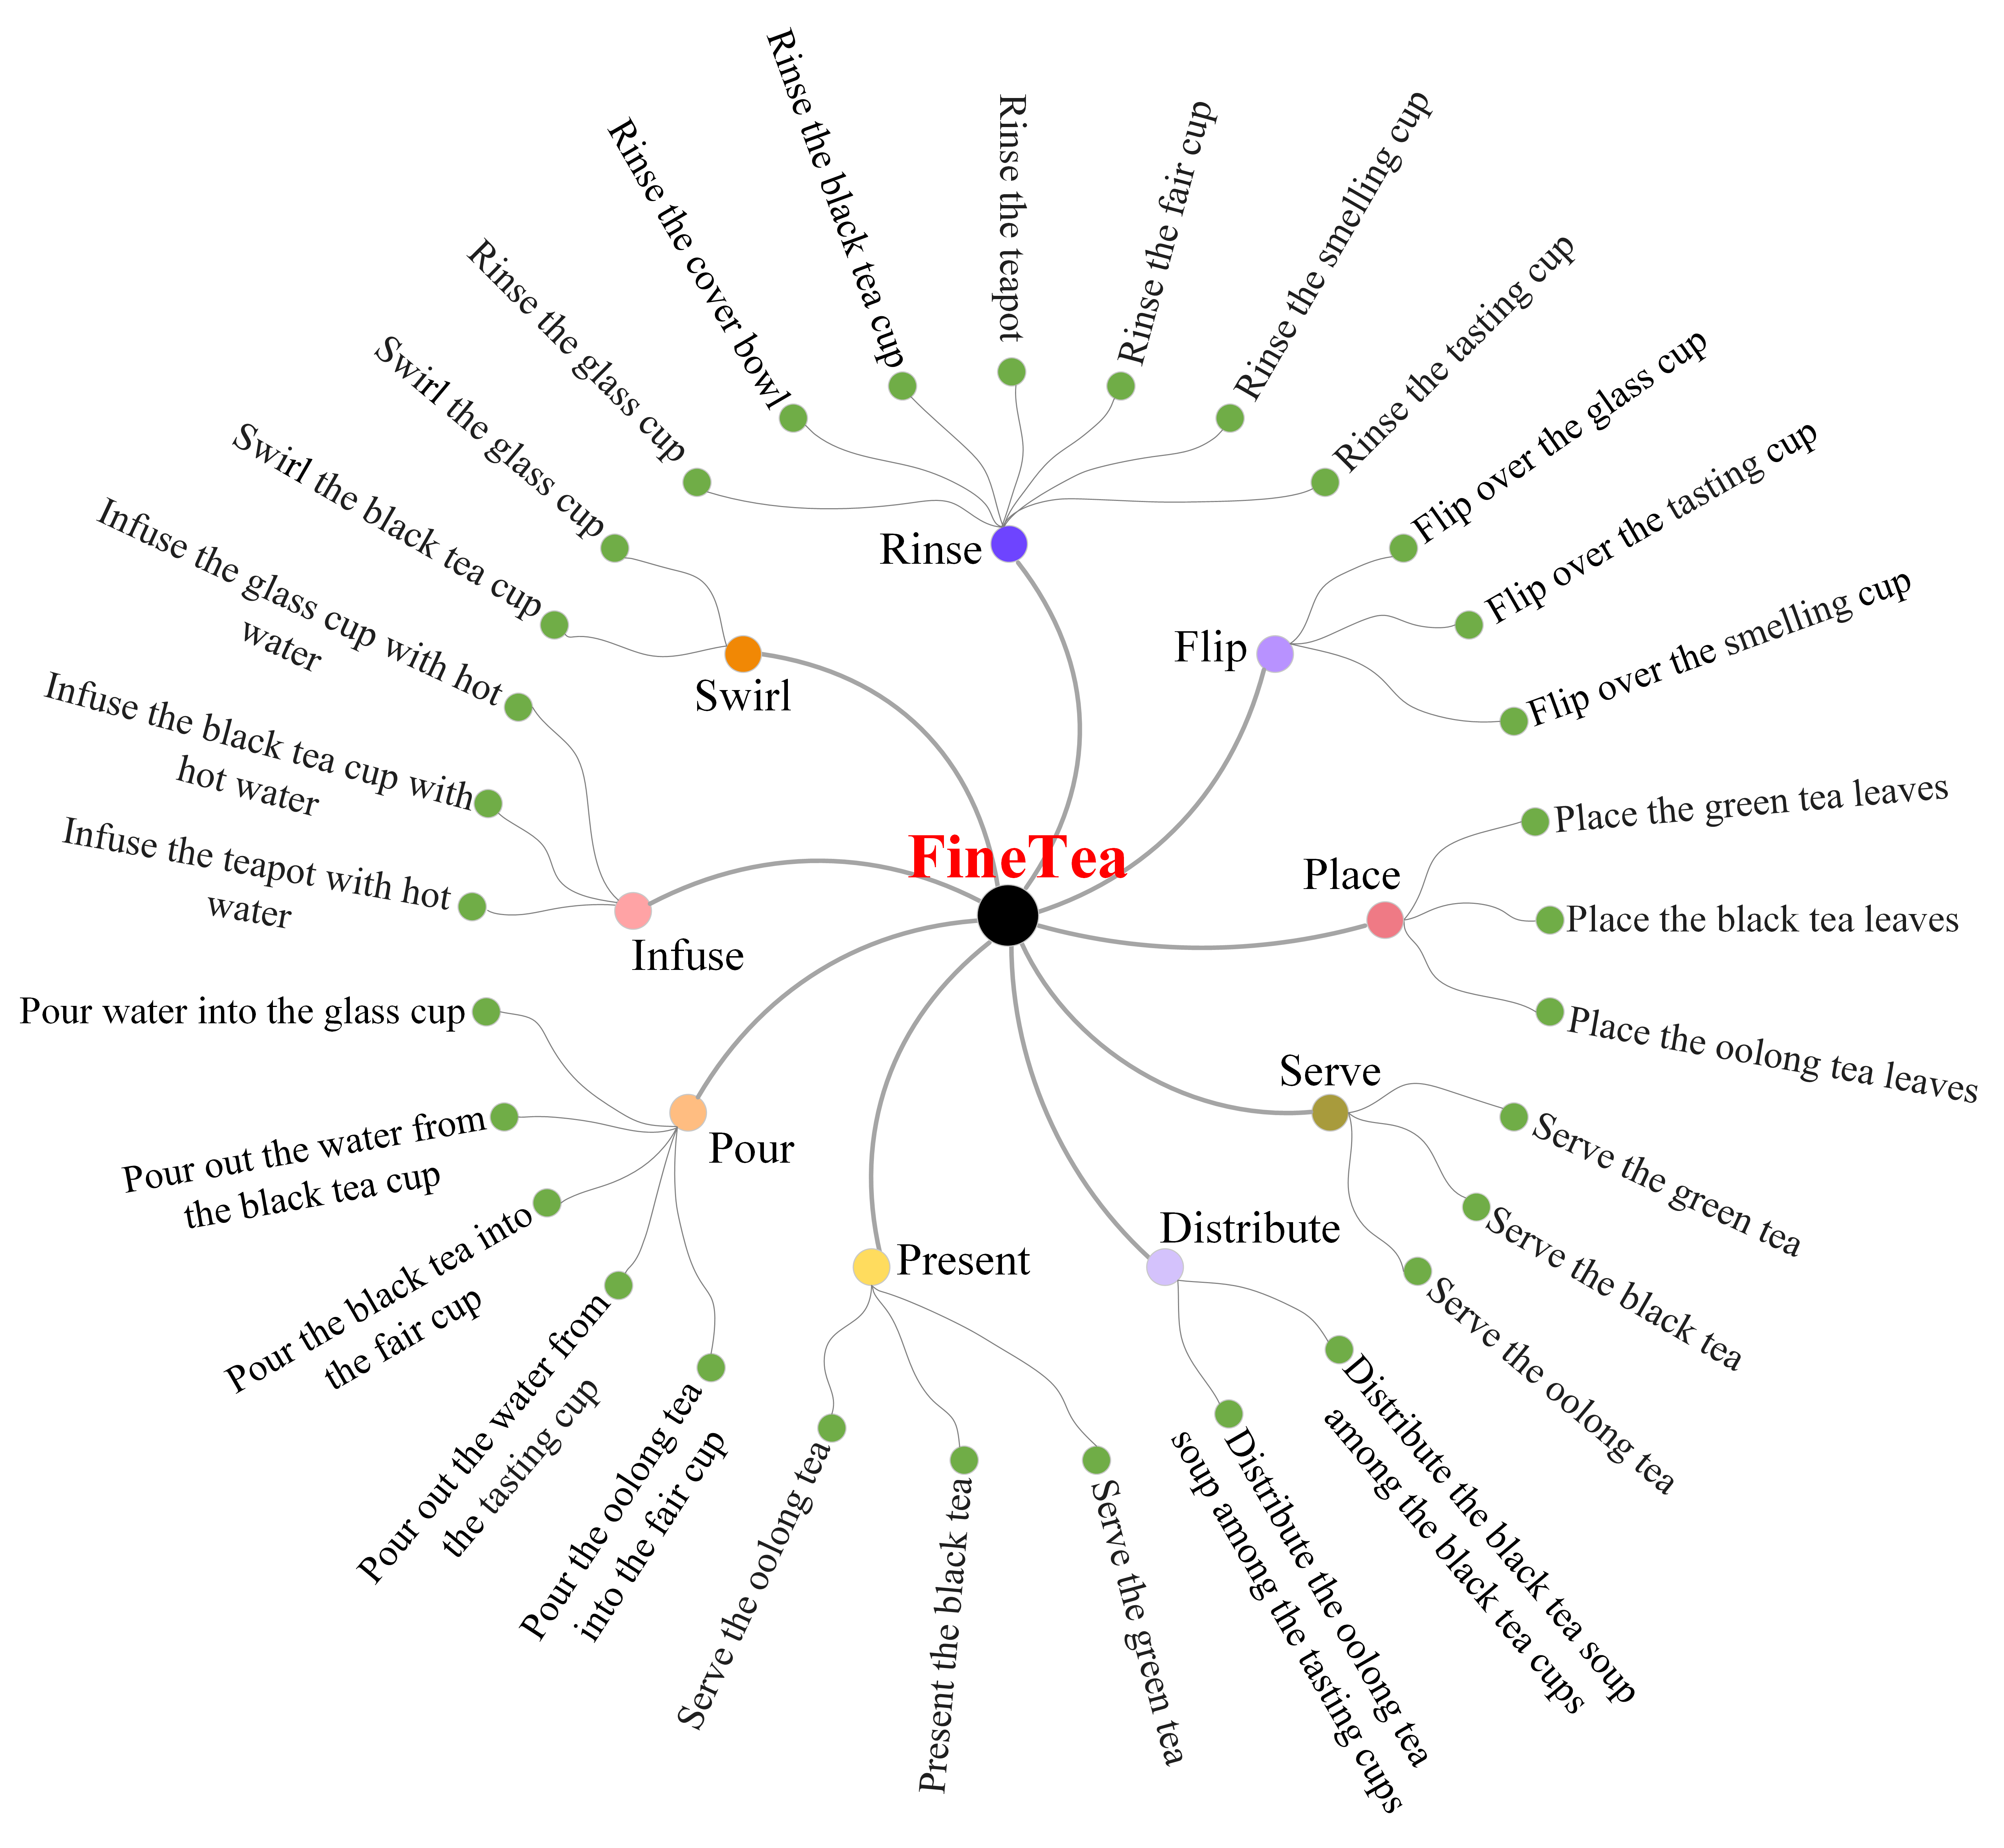 FineTea
Rinse
Rinse the glass cup
Rinse the cover bowl
Rinse the black tea cup
Rinse the teapot
Rinse the fair cup
Rinse the smelling cup
Rinse the tasting cup
Flip
Flip over the glass cup
Flip over the tasting cup
Flip over the smelling cup
Place
Place the green tea leaves
Place the black tea leaves
Place the oolong tea leaves
Serve
Serve the green tea
Serve the black tea
Serve the oolong tea
Distribute
Distribute the black tea soup
among the black tea cups
Distribute the oolong tea
soup among the tasting cups
Present
Serve the green tea
Present the black tea
Serve the oolong tea
Pour
Pour the oolong tea
into the fair cup
Pour out the water from
the tasting cup
Pour the black tea into
the fair cup
Pour out the water from
the black tea cup
Pour water into the glass cup
Infuse
Infuse the teapot with hot
water
Infuse the black tea cup with
hot water
Infuse the glass cup with hot
water
Swirl
Swirl the black tea cup
Swirl the glass cup